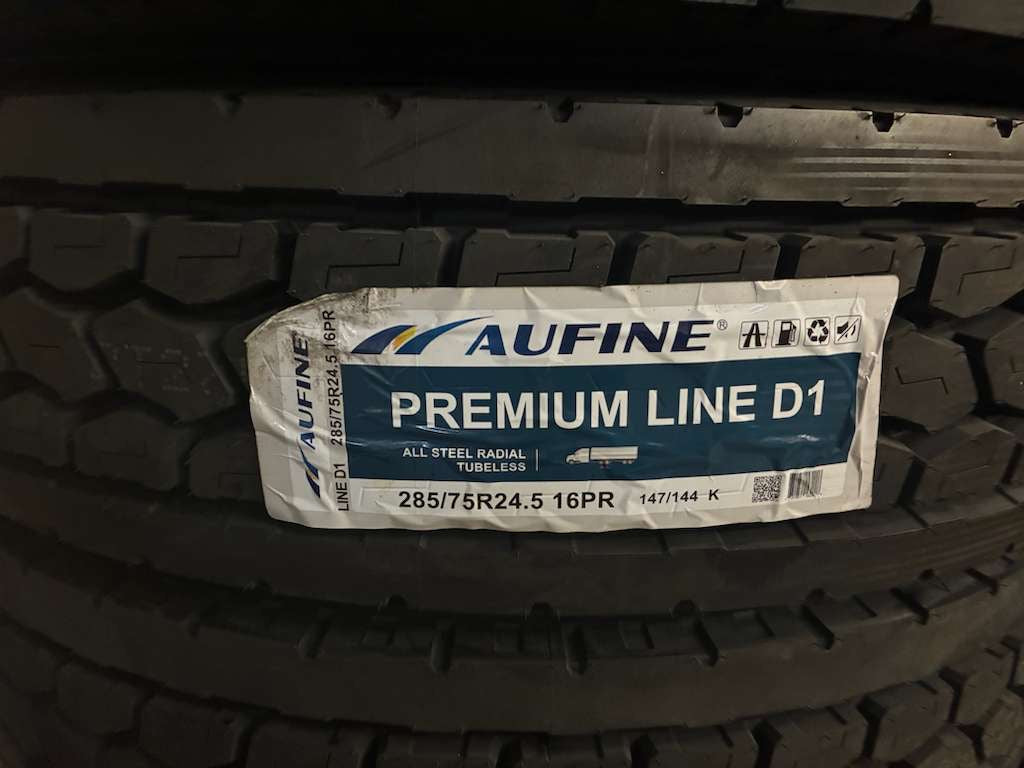 AUFINE®
PREMIUM LINE D1
ALL STEEL RADIAL
TUBELESS
285/75R24.5 16PR 147/144 K
AUFINE
LINE D1 285/75R24.5 16PR